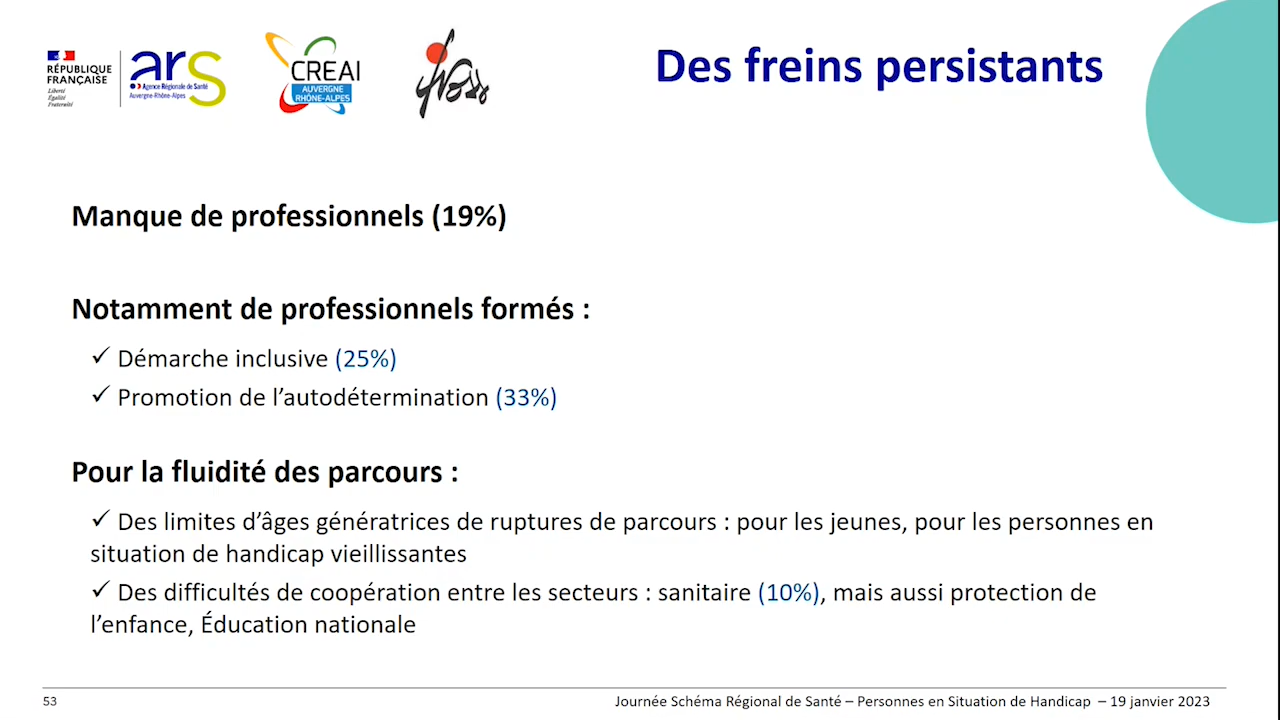 RÉPUBLIQUE
FRANÇAISE
Liberté
Égalité
Fraternité
ars
Agence Régionale de Santé
Auvergne-Rhône-Alpes
CREAI
AUVERGNE
RHÔNE-ALPES
Des freins persistants
Manque de professionnels (19%)
Notamment de professionnels formés :
✓ Démarche inclusive (25%)
✓ Promotion de l’autodétermination (33%)
Pour la fluidité des parcours :
✓ Des limites d’âges génératrices de ruptures de parcours : pour les jeunes, pour les personnes en
situation de handicap vieillissantes
✓ Des difficultés de coopération entre les secteurs : sanitaire (10%), mais aussi protection de
l’enfance, Éducation nationale
53
Journée Schéma Régional de Santé – Personnes en Situation de Handicap – 19 janvier 2023